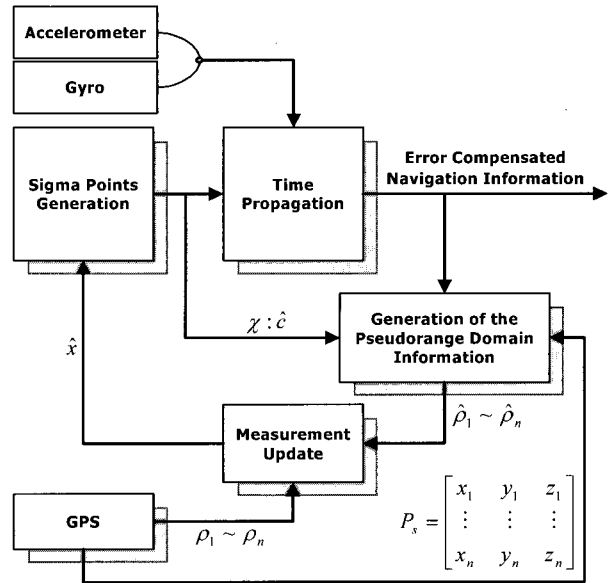 Accelerometer
Gyro
Sigma Points
Generation
Time
Propagation
Error Compensated
Navigation Information
χ : ĉ
Generation of the
Pseudorange Domain
Information
x̂
ρ̂₁ ~ ρ̂ₙ
Measurement
Update
GPS
ρ₁ ~ ρₙ
Pₛ = [x₁ y₁ z₁
⋮ ⋮ ⋮
xₙ yₙ zₙ]